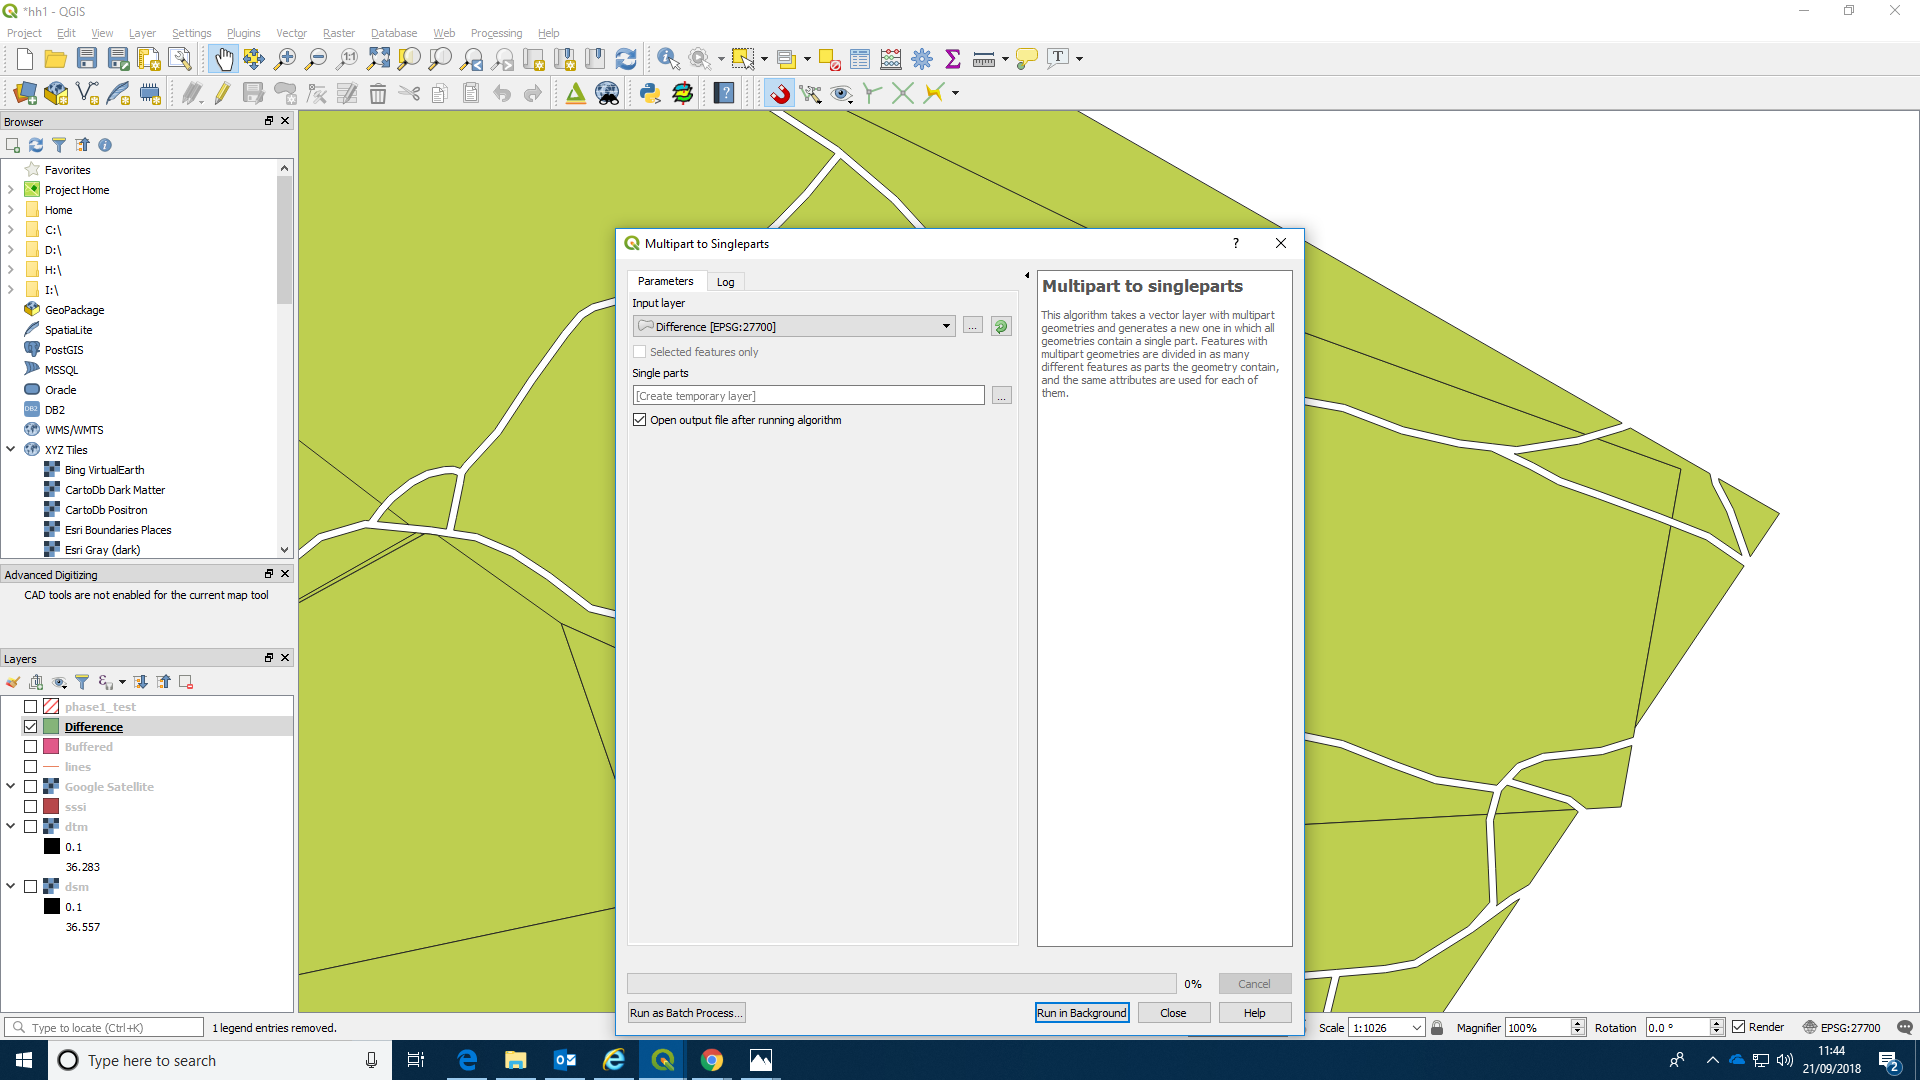 *hh1 - QGIS
Project Edit View Layer Settings Plugins Vector Raster Database Web Processing Help
Browser
Favorites
Project Home
Home
C:\
D:\
H:\
I:\
GeoPackage
SpatiaLite
PostGIS
MSSQL
Oracle
DB2
WMS/WMTS
XYZ Tiles
Bing VirtualEarth
CartoDb Dark Matter
CartoDb Positron
Esri Boundaries Places
Esri Gray (dark)
Advanced Digitizing
CAD tools are not enabled for the current map tool
Layers
phase1_test
Difference
Buffered
lines
Google Satellite
sssi
dtm
0.1
36.283
dsm
0.1
36.557
Multipart to Singleparts
Parameters Log
Input layer
Difference [EPSG:27700]
Selected features only
Single parts
[Create temporary layer]
Open output file after running algorithm
Multipart to singleparts
This algorithm takes a vector layer with multipart
geometries and generates a new one in which all
geometries contain a single part. Features with
multipart geometries are divided in as many
different features as parts the geometry contain,
and the same attributes are used for each of
them.
0% Cancel
Run as Batch Process... Run in Background Close Help
Type to locate (Ctrl+K) 1 legend entries removed. Scale 1:1026 Magnifier 100% Rotation 0.0 ° Render EPSG:27700
Type here to search
11:44
21/09/2018
2